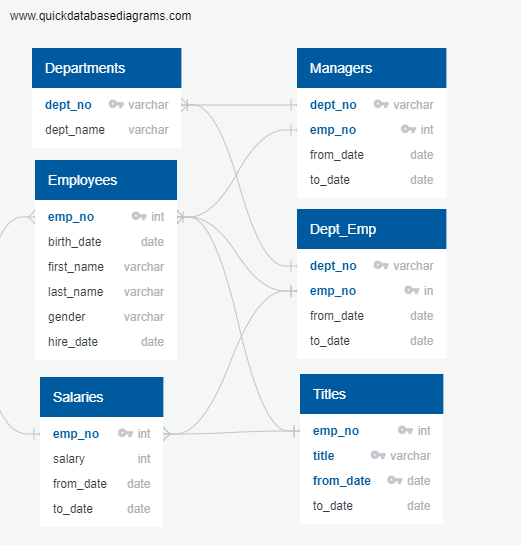 www.quickdatabasediagrams.com
Departments
dept_no varchar
dept_name varchar
Employees
emp_no int
birth_date date
first_name varchar
last_name varchar
gender varchar
hire_date date
Salaries
emp_no int
salary int
from_date date
to_date date
Managers
dept_no varchar
emp_no int
from_date date
to_date date
Dept_Emp
dept_no varchar
emp_no in
from_date date
to_date date
Titles
emp_no int
title varchar
from_date date
to_date date